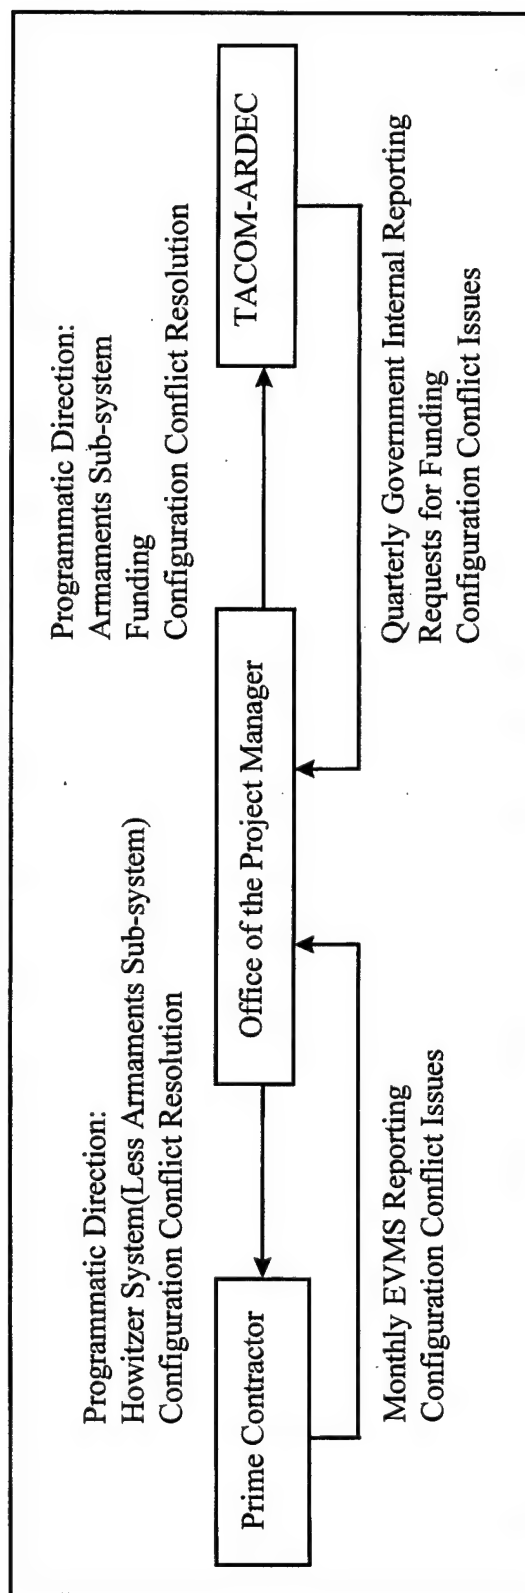 Programmatic Direction:
Howitzer System(Less Armaments Sub-system)
Configuration Conflict Resolution
Programmatic Direction:
Armaments Sub-system
Funding
Configuration Conflict Resolution
Prime Contractor
Office of the Project Manager
TACOM-ARDEC
Monthly EVMS Reporting
Configuration Conflict Issues
Quarterly Government Internal Reporting
Requests for Funding
Configuration Conflict Issues